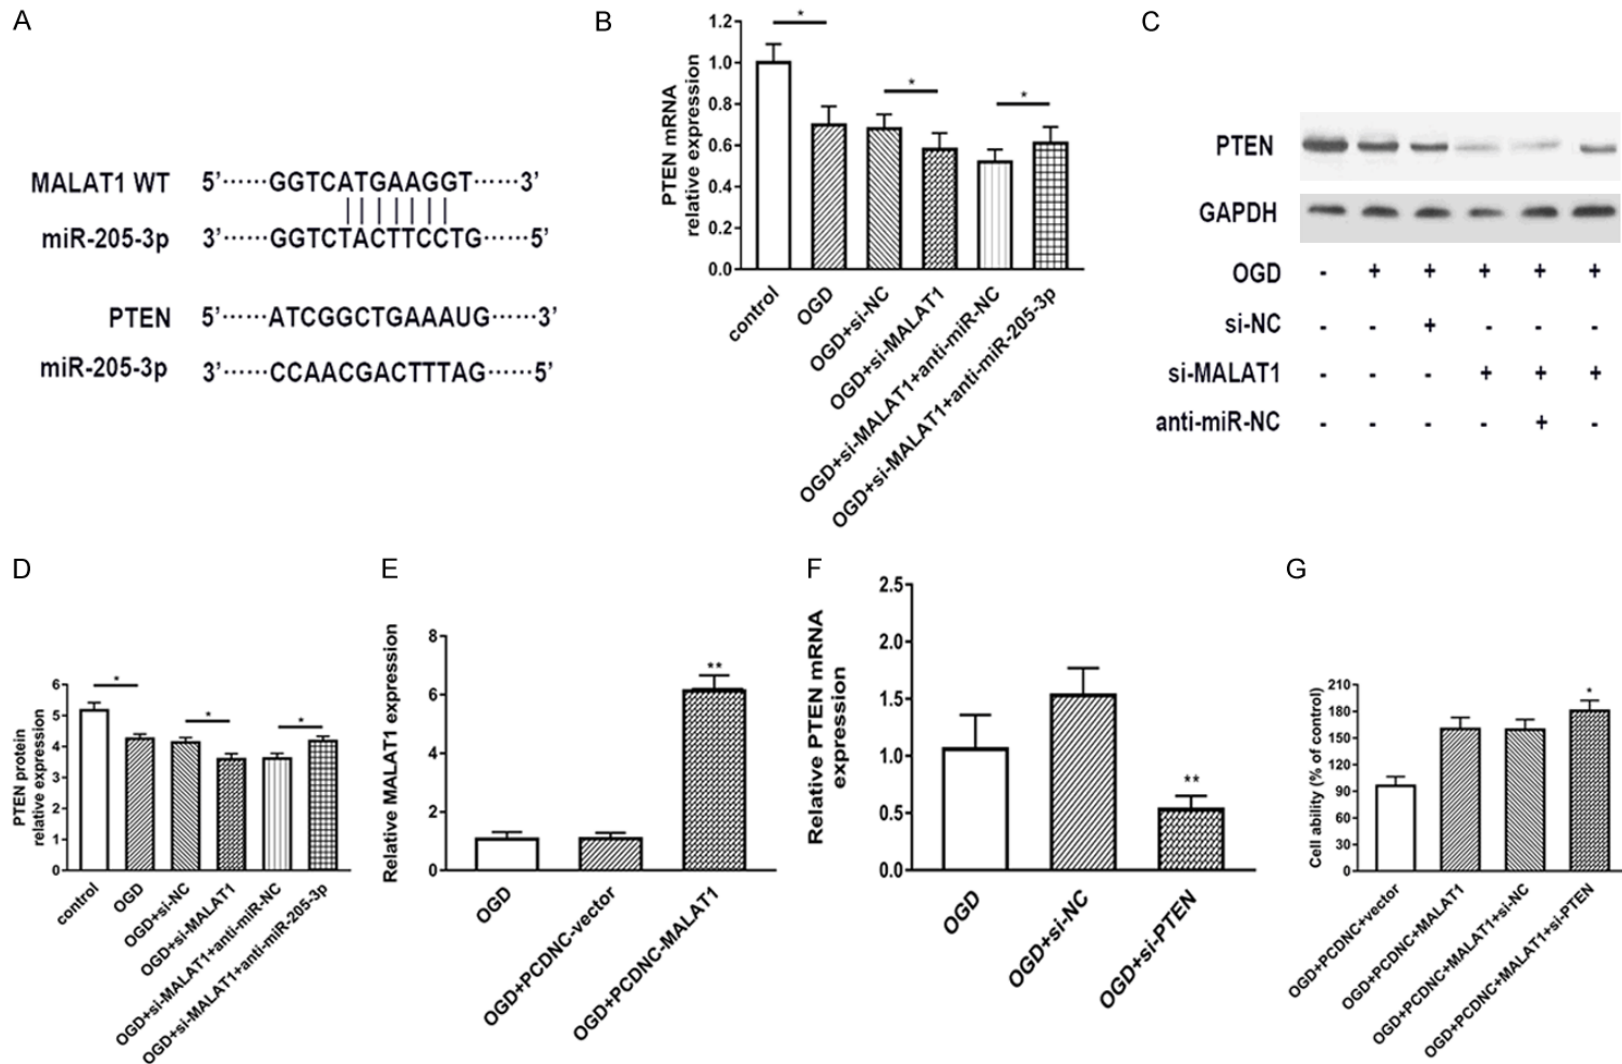 A
MALAT1 WT 5’······GGTCATGAAGGT······3’
miR-205-3p 3’······GGTCTACTTCCTG······5’
PTEN 5’······ATCGGCTGAAAUG······3’
miR-205-3p 3’······CCAACGACTTTAG······5’
B
PTEN mRNA
relative expression
1.2
1.0
0.8
0.6
0.4
0.2
0.0
*
*
*
control
OGD
OGD+si-NC
OGD+si-MALAT1
OGD+si-MALAT1+anti-miR-NC
OGD+si-MALAT1+anti-miR-205-3p
C
PTEN
GAPDH
OGD - + + + + +
si-NC - - + - - -
si-MALAT1 - - - + + +
anti-miR-NC - - - - + -
D
PTEN protein
relative expression
6
5
4
3
2
1
0
*
*
*
control
OGD
OGD+si-NC
OGD+si-MALAT1
OGD+si-MALAT1+anti-miR-NC
OGD+si-MALAT1+anti-miR-205-3p
E
Relative MALAT1 expression
8
6
4
2
0
**
OGD
OGD+PCDNC-vector
OGD+PCDNC-MALAT1
F
Relative PTEN mRNA
expression
2.5
2.0
1.5
1.0
0.5
0.0
**
OGD
OGD+si-NC
OGD+si-PTEN
G
Cell ability (% of control)
210
180
150
120
90
60
30
0
*
OGD+PCDNC+vector
OGD+PCDNC+MALAT1
OGD+PCDNC+MALAT1+si-NC
OGD+PCDNC+MALAT1+si-PTEN